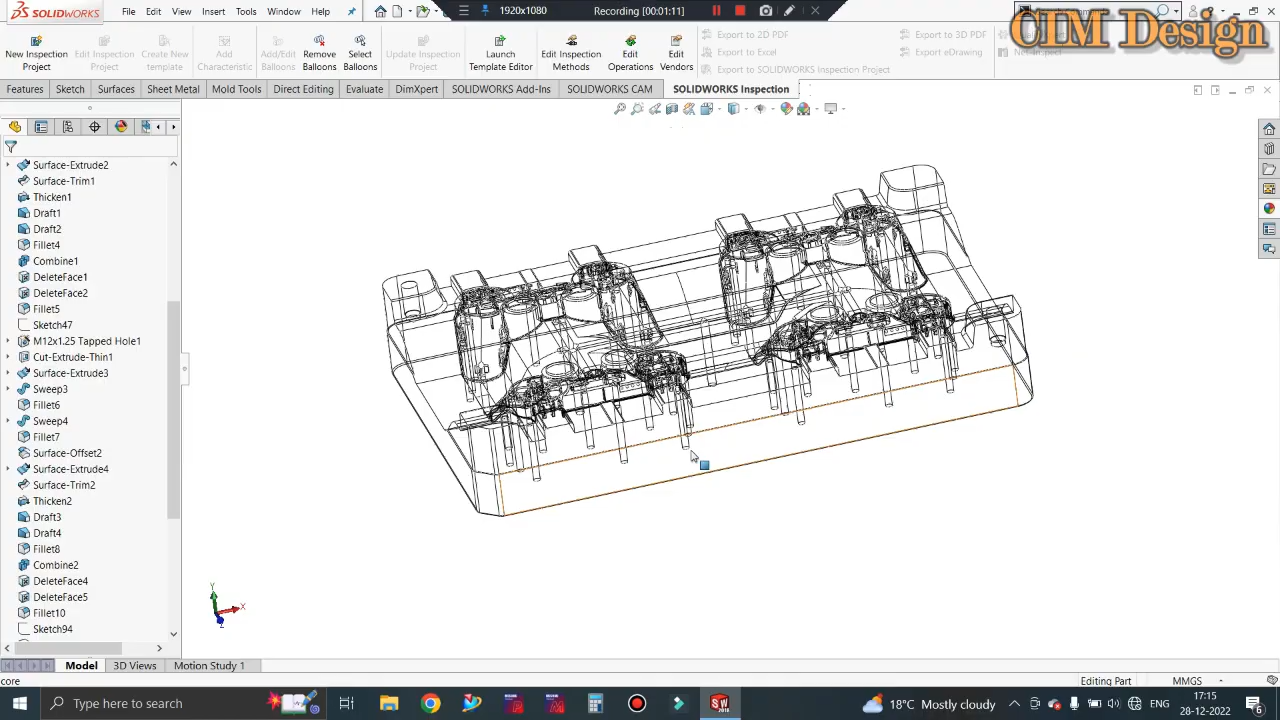 SOLIDWORKS
File Edit View Insert Tools Window Help
1920x1080
Recording [00:01:11]
CIM Design
New Inspection Project
Edit Inspection Project
Create New template
Add Characteristic
Add/Edit Balloons
Remove Balloons
Select Balloons
Update Inspection Project
Launch Template Editor
Edit Inspection Methods
Edit Operations
Edit Vendors
Export to 2D PDF
Export to Excel
Export to SOLIDWORKS Inspection Project
Export to 3D PDF
Export eDrawing
Features Sketch Surfaces Sheet Metal Mold Tools Direct Editing Evaluate DimXpert SOLIDWORKS Add-Ins SOLIDWORKS CAM SOLIDWORKS Inspection
Surface-Extrude2
Surface-Trim1
Thicken1
Draft1
Draft2
Fillet4
Combine1
DeleteFace1
DeleteFace2
Fillet5
Sketch47
M12x1.25 Tapped Hole1
Cut-Extrude-Thin1
Surface-Extrude3
Sweep3
Fillet6
Sweep4
Fillet7
Surface-Offset2
Surface-Extrude4
Surface-Trim2
Thicken2
Draft3
Draft4
Fillet8
Combine2
DeleteFace4
DeleteFace5
Fillet10
Sketch94
Y
X
Z
Model 3D Views Motion Study 1
core
Editing Part
MMGS
Type here to search
SW
2018
18°C Mostly cloudy
ENG
17:15
28-12-2022
6